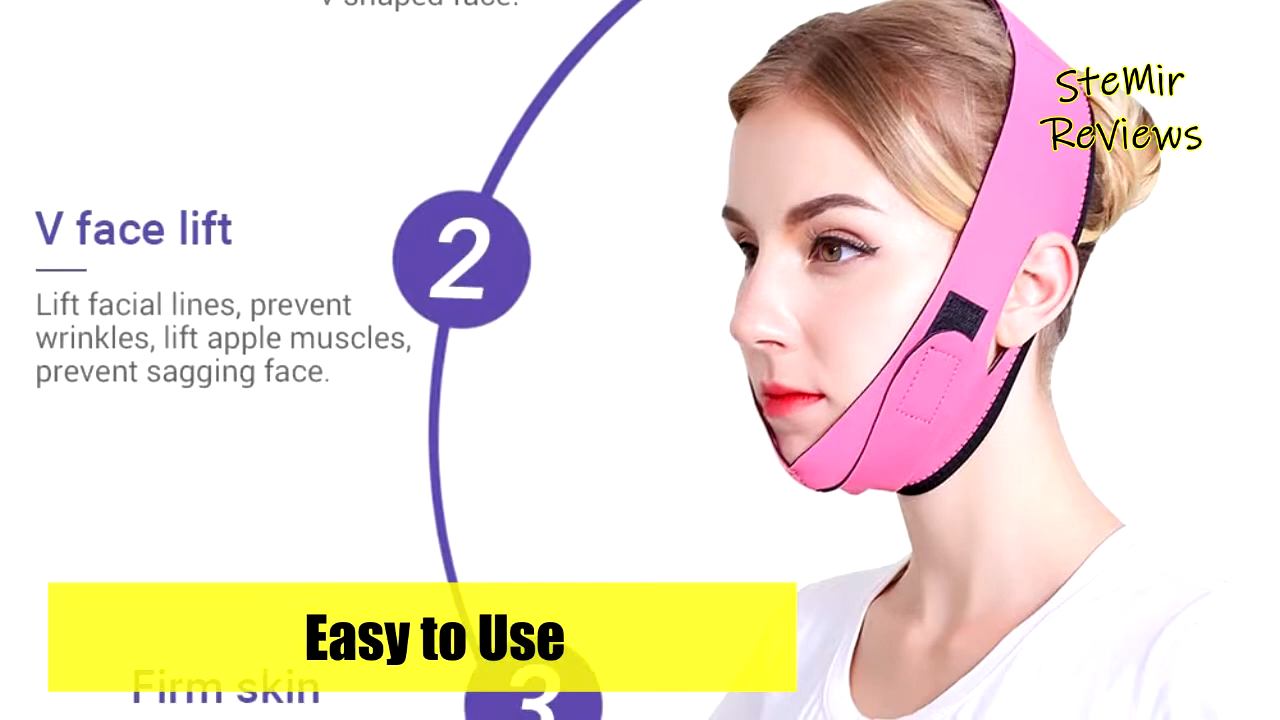 V shaped face.
SteMir
Reviews
V face lift
2
Lift facial lines, prevent
wrinkles, lift apple muscles,
prevent sagging face.
Easy to Use
Firm skin
3